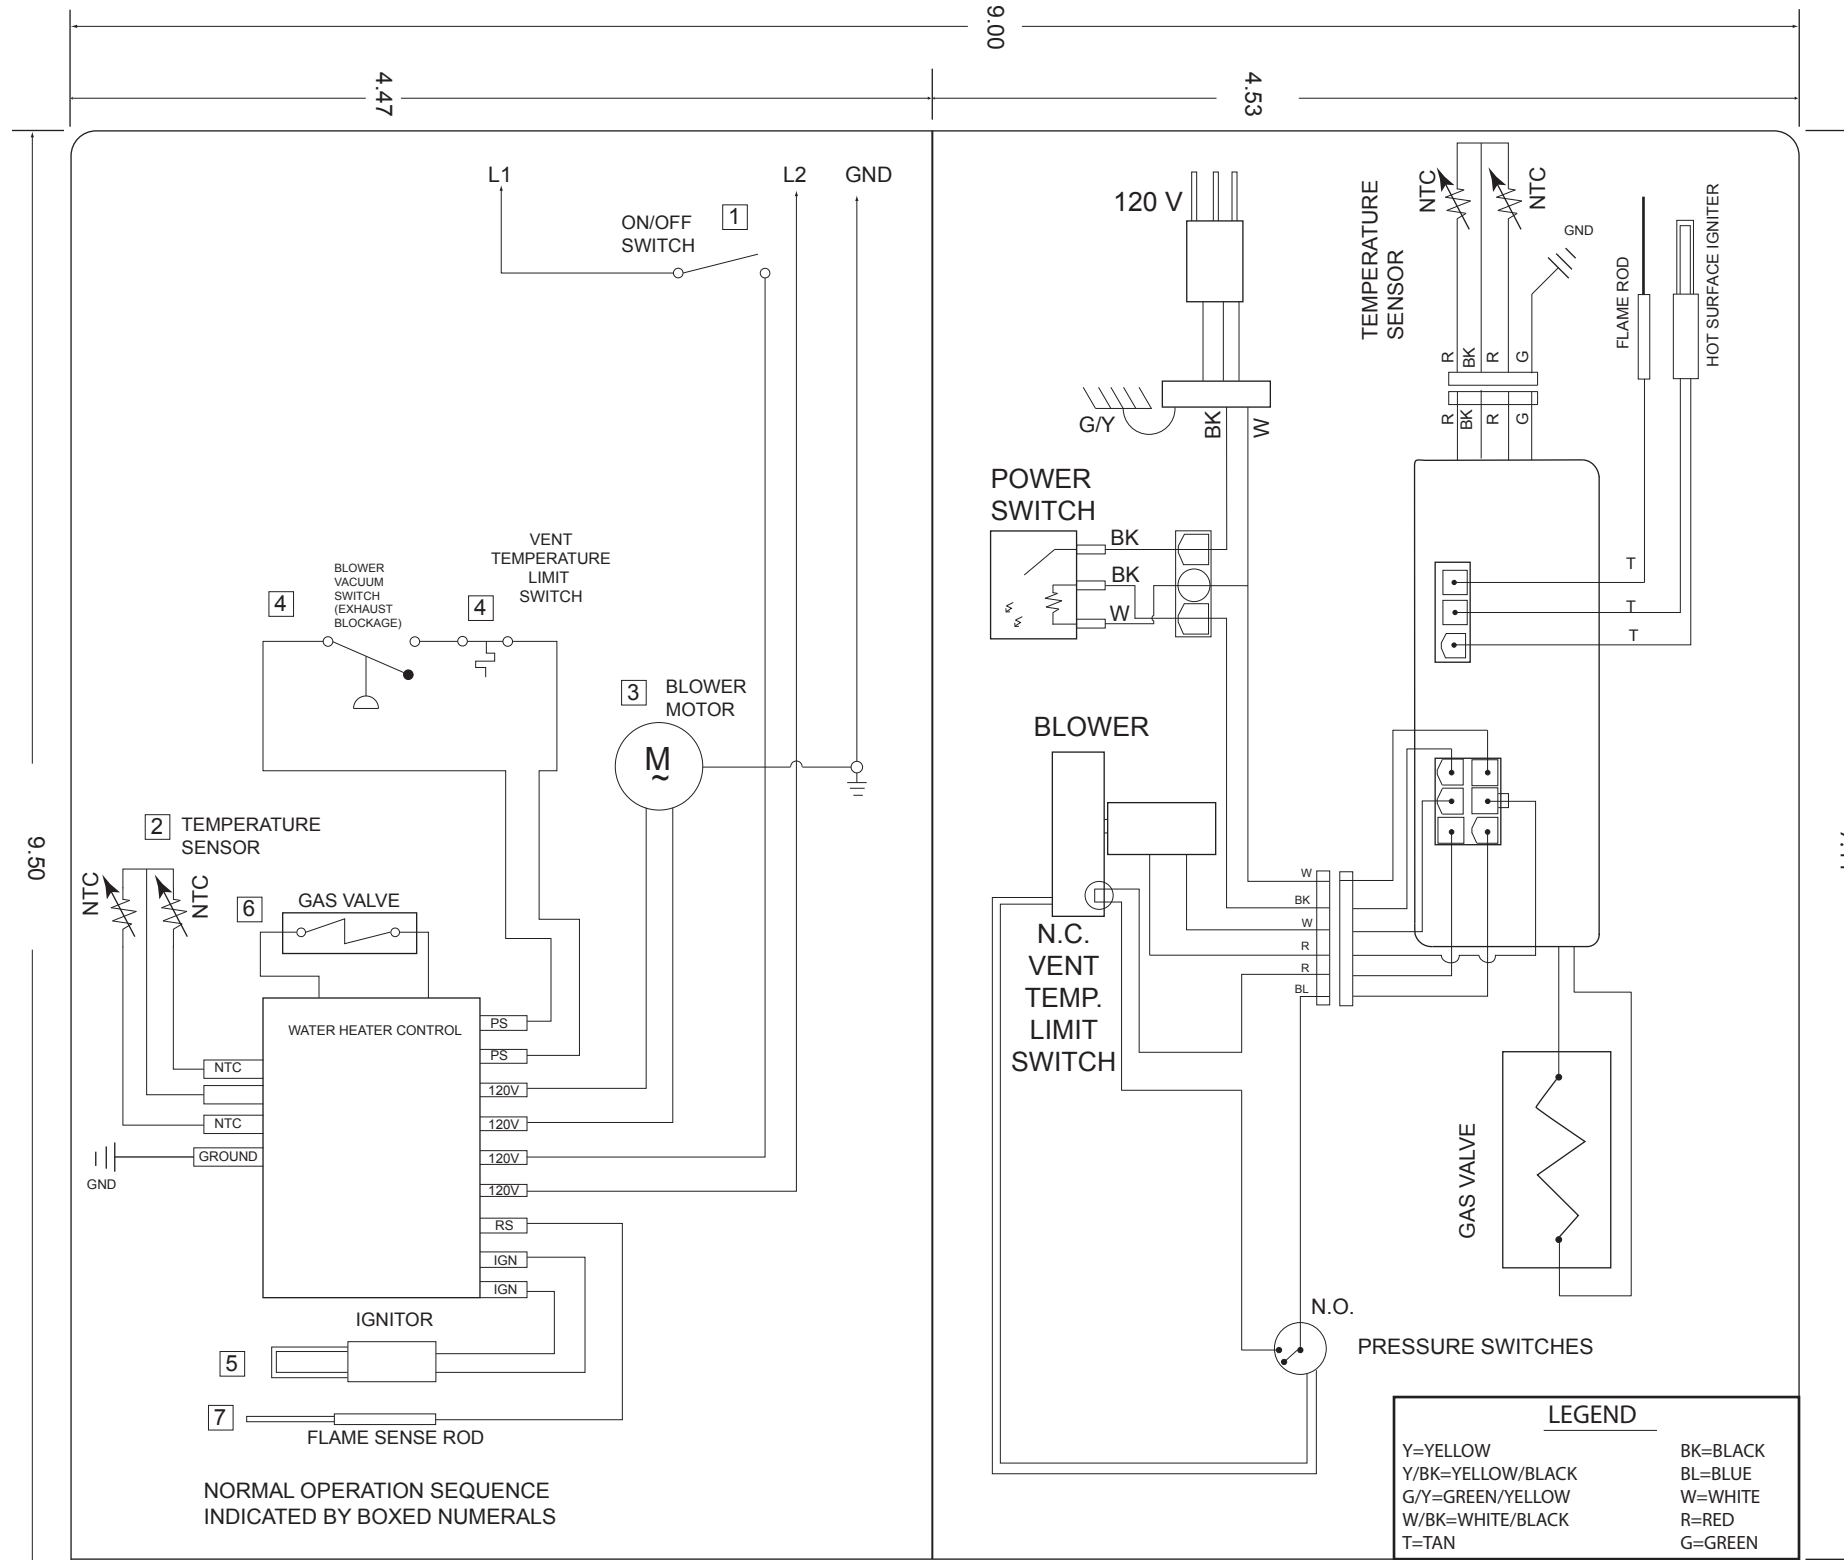 9.00
4.47
4.53
9.50
L1
L2
GND
ON/OFF
SWITCH
1
VENT
TEMPERATURE
LIMIT
SWITCH
BLOWER
VACUUM
SWITCH
(EXHAUST
BLOCKAGE)
4
4
3
BLOWER
MOTOR
M
~
2
TEMPERATURE
SENSOR
NTC
NTC
6
GAS VALVE
WATER HEATER CONTROL
PS
PS
120V
120V
120V
120V
RS
IGN
IGN
NTC
NTC
GROUND
GND
IGNITOR
5
7
FLAME SENSE ROD
NORMAL OPERATION SEQUENCE
INDICATED BY BOXED NUMERALS
120 V
G/Y
BK
W
POWER
SWITCH
BK
BK
W
TEMPERATURE
SENSOR
NTC
NTC
GND
R
BK
R
G
R
BK
R
G
FLAME ROD
HOT SURFACE IGNITER
T
T
T
BLOWER
N.C.
VENT
TEMP.
LIMIT
SWITCH
W
BK
W
R
R
BL
GAS VALVE
N.O.
PRESSURE SWITCHES
LEGEND
Y=YELLOW
Y/BK=YELLOW/BLACK
G/Y=GREEN/YELLOW
W/BK=WHITE/BLACK
T=TAN
BK=BLACK
BL=BLUE
W=WHITE
R=RED
G=GREEN